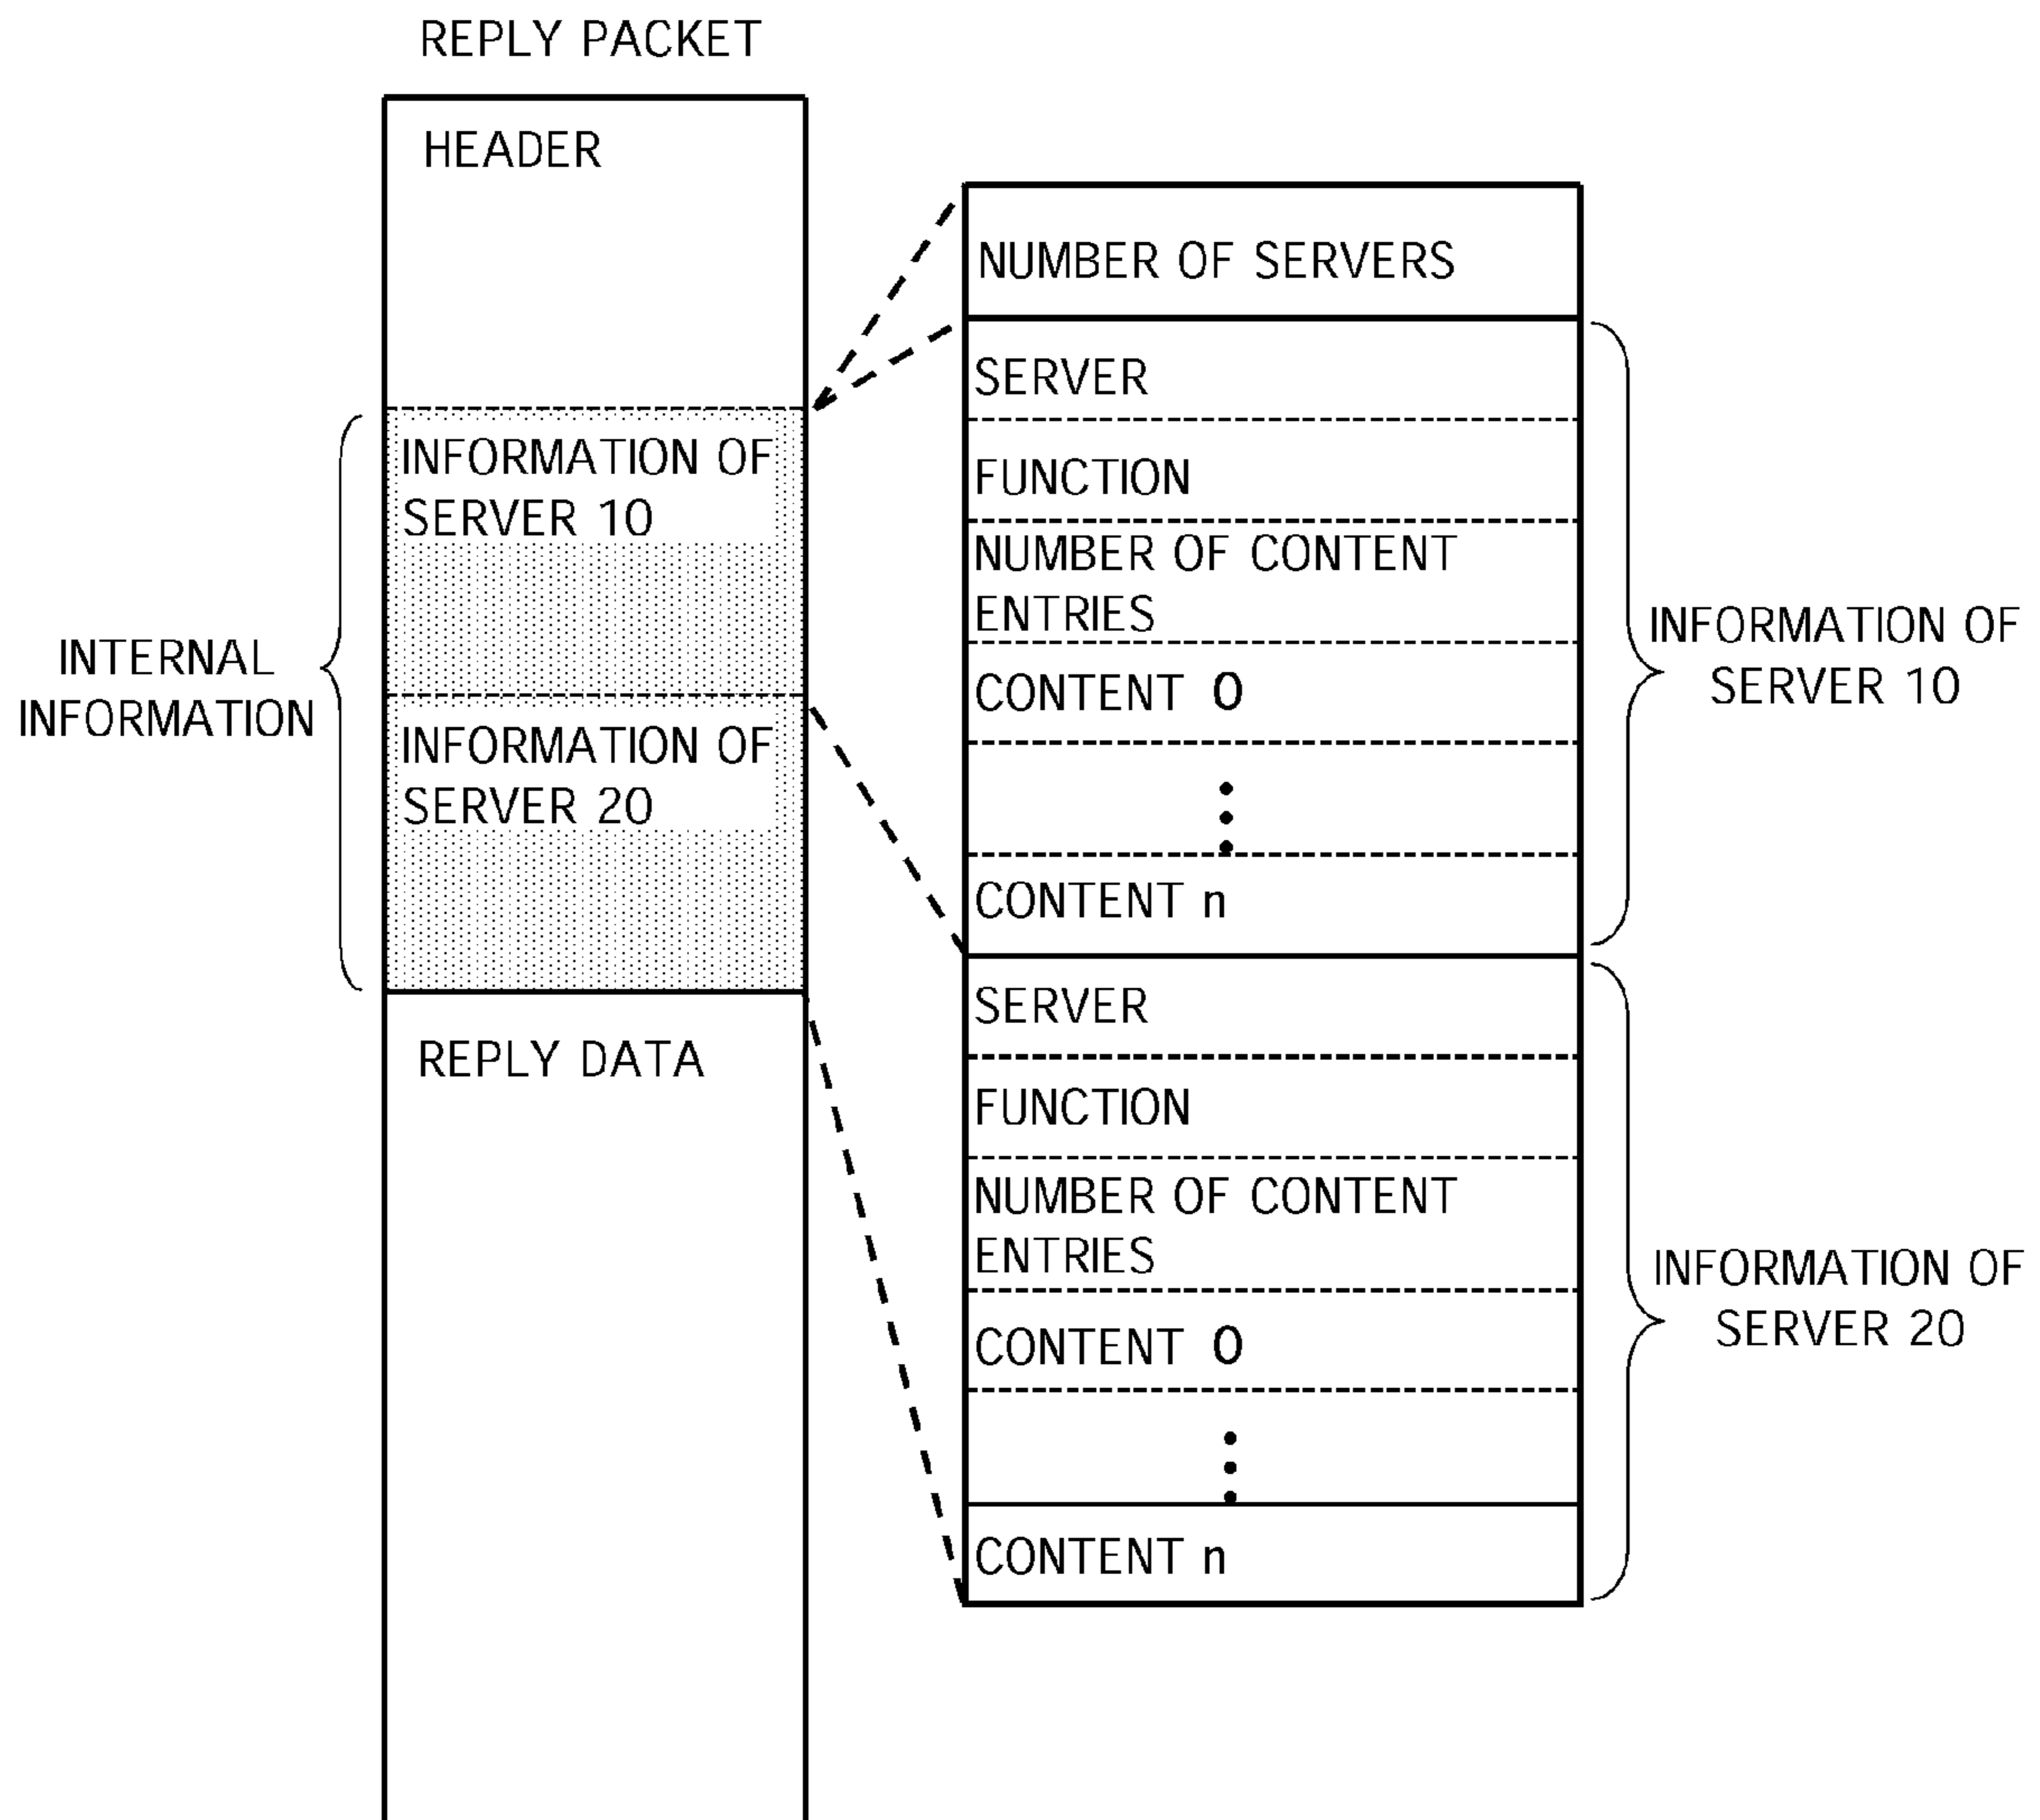 REPLY PACKET
HEADER
INFORMATION OF
SERVER 10
INFORMATION OF
SERVER 20
INTERNAL
INFORMATION
REPLY DATA
NUMBER OF SERVERS
SERVER
FUNCTION
NUMBER OF CONTENT
ENTRIES
CONTENT 0
CONTENT n
SERVER
FUNCTION
NUMBER OF CONTENT
ENTRIES
CONTENT 0
CONTENT n
INFORMATION OF
SERVER 10
INFORMATION OF
SERVER 20